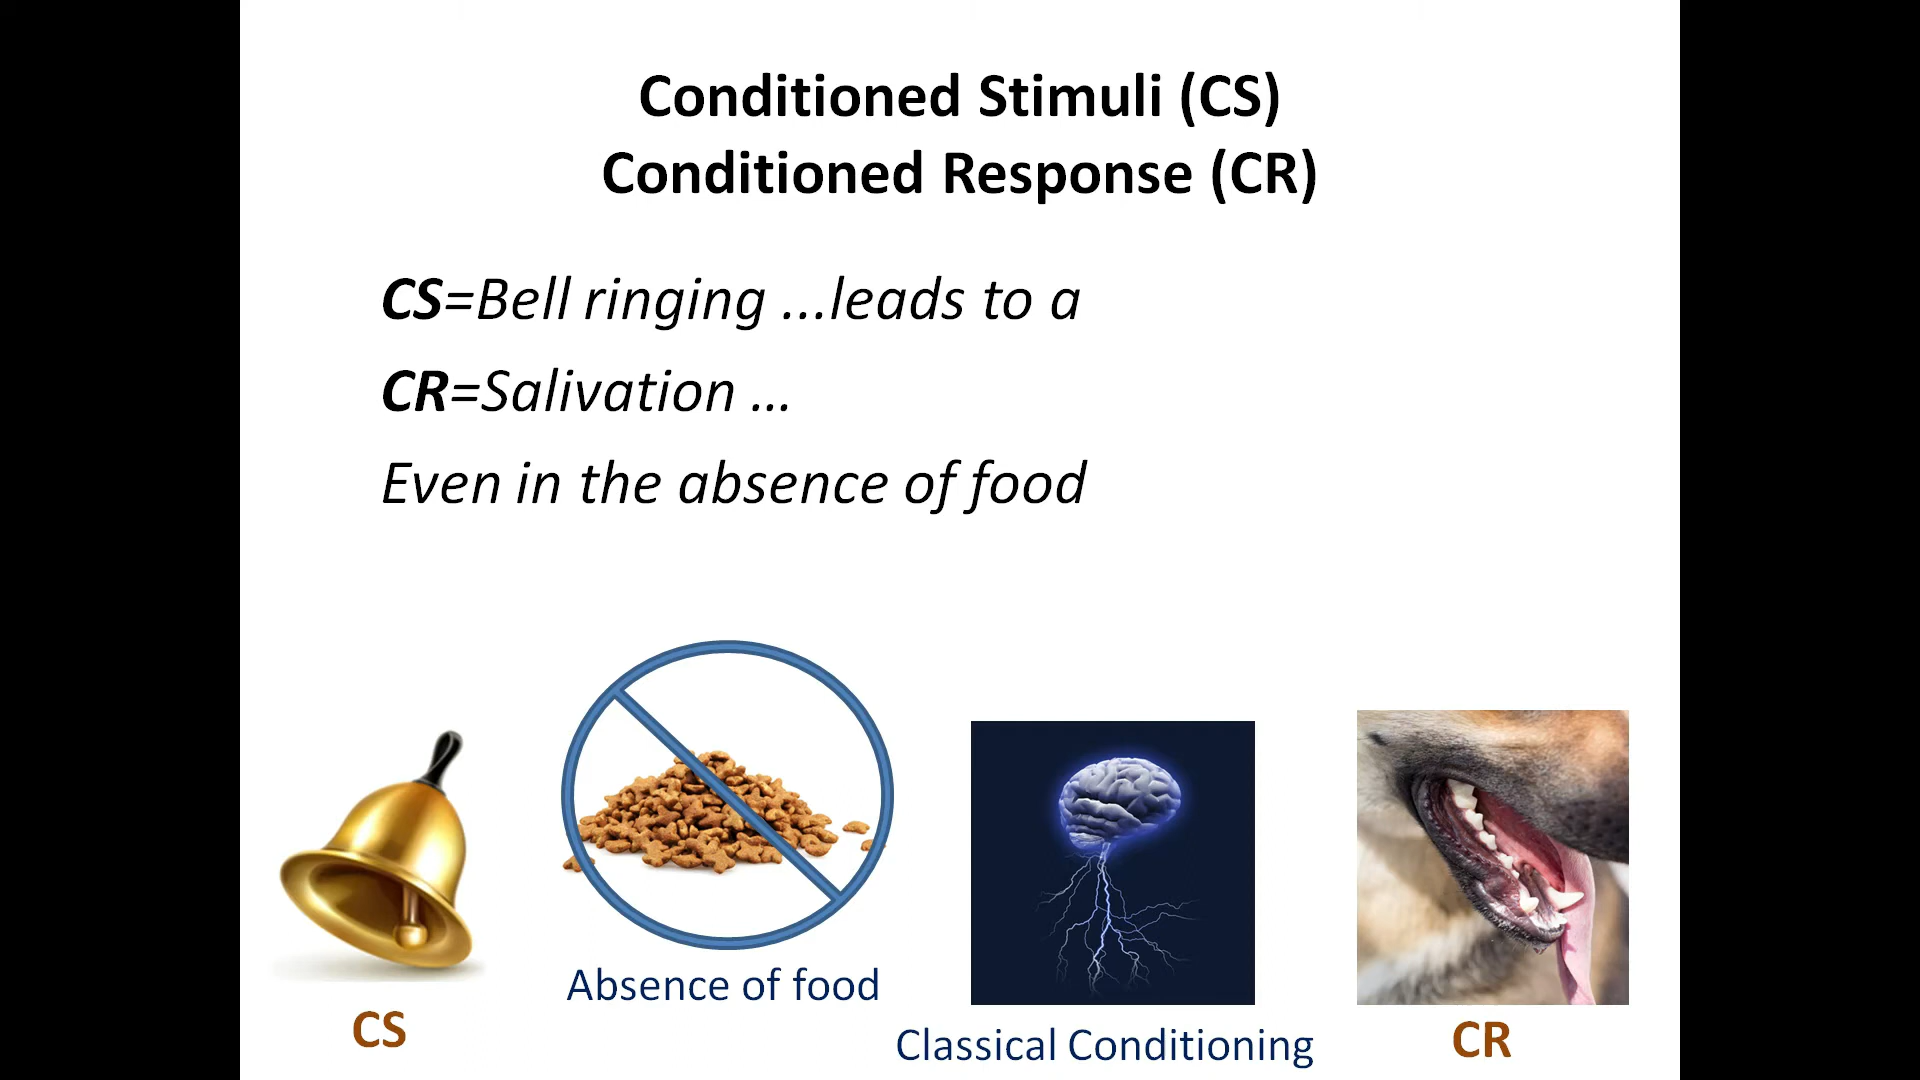 Conditioned Stimuli (CS)
Conditioned Response (CR)
CS=Bell ringing ...leads to a
CR=Salivation ...
Even in the absence of food
Absence of food
CS
Classical Conditioning
CR